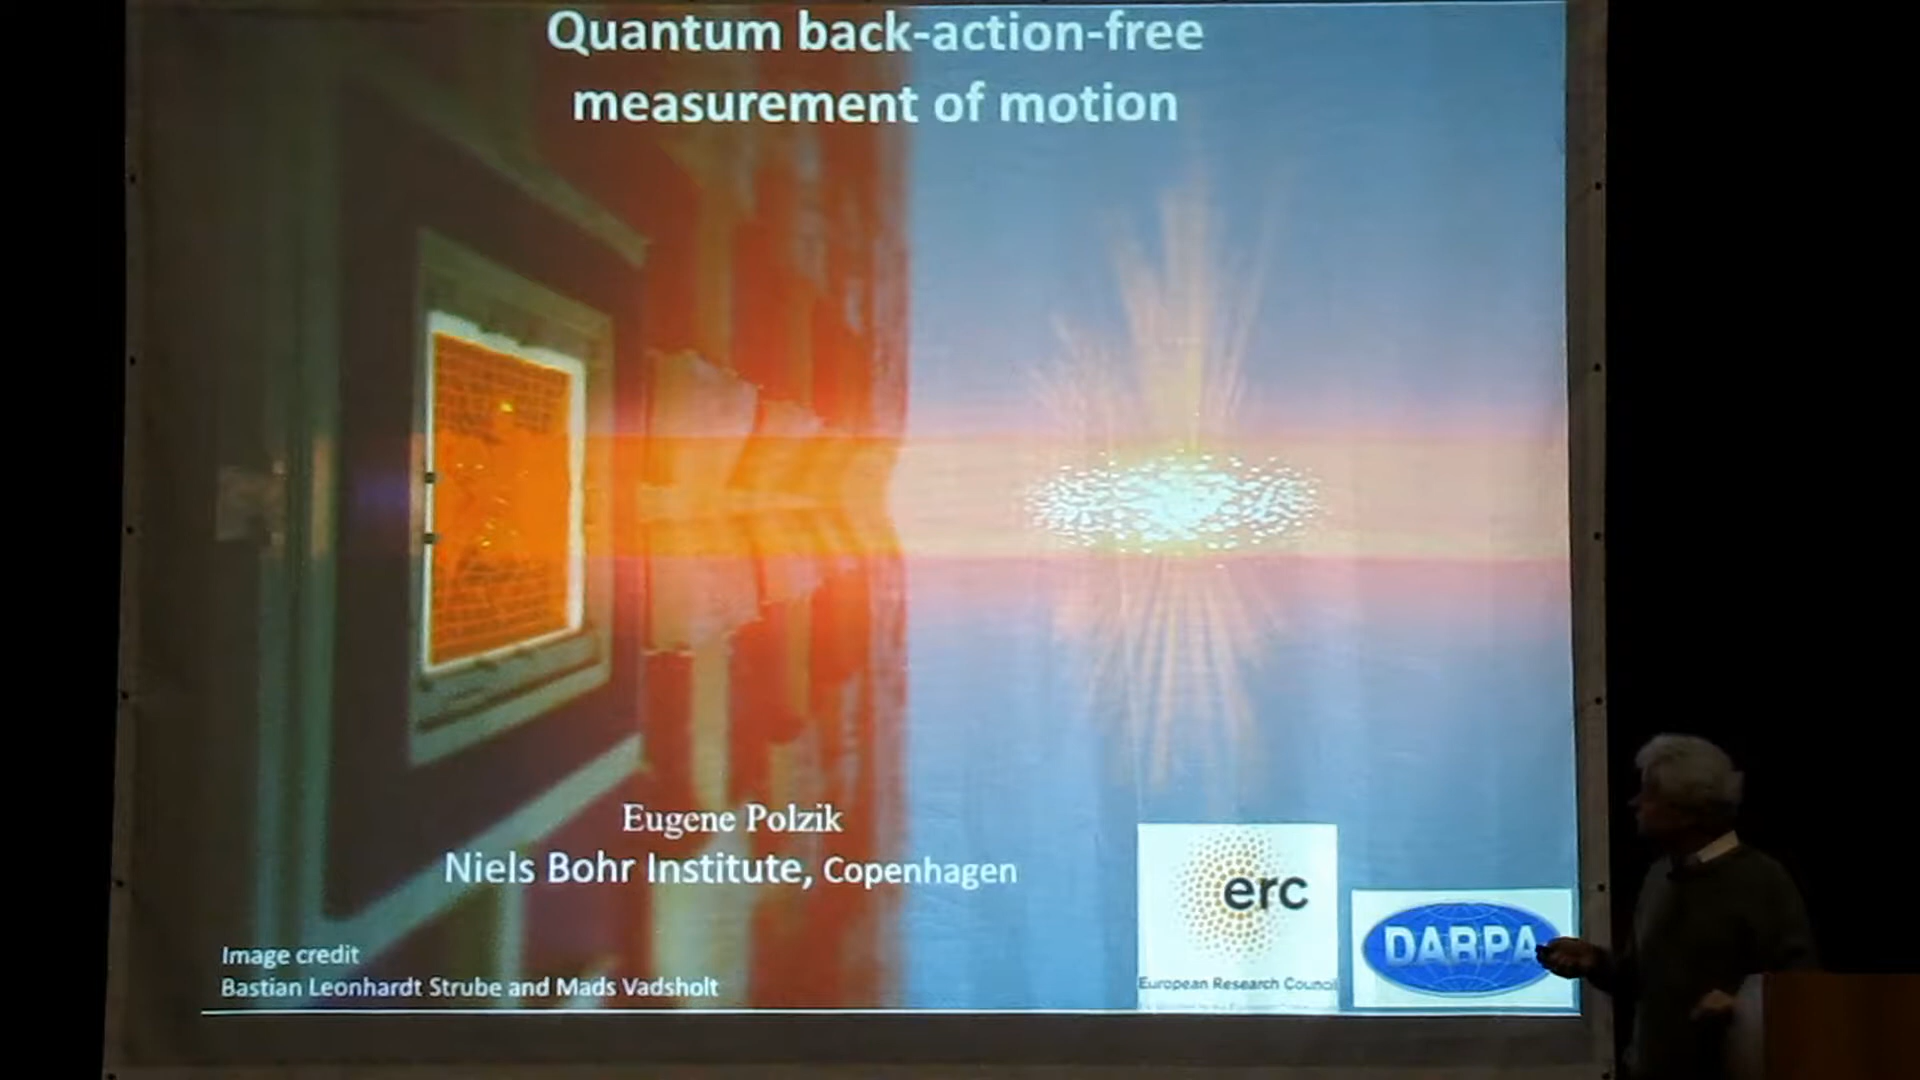 Quantum back-action-free
measurement of motion
Eugene Polzik
Niels Bohr Institute, Copenhagen
erc
European Research Council
DARPA
Image credit
Bastian Leonhardt Strube and Mads Vadsholt